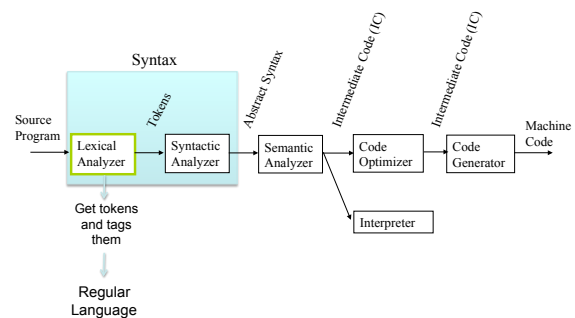 Syntax
Source
Program
Lexical
Analyzer
Tokens
Syntactic
Analyzer
Abstract Syntax
Semantic
Analyzer
Intermediate Code (IC)
Code
Optimizer
Intermediate Code (IC)
Code
Generator
Machine
Code
Interpreter
Get tokens
and tags
them
Regular
Language